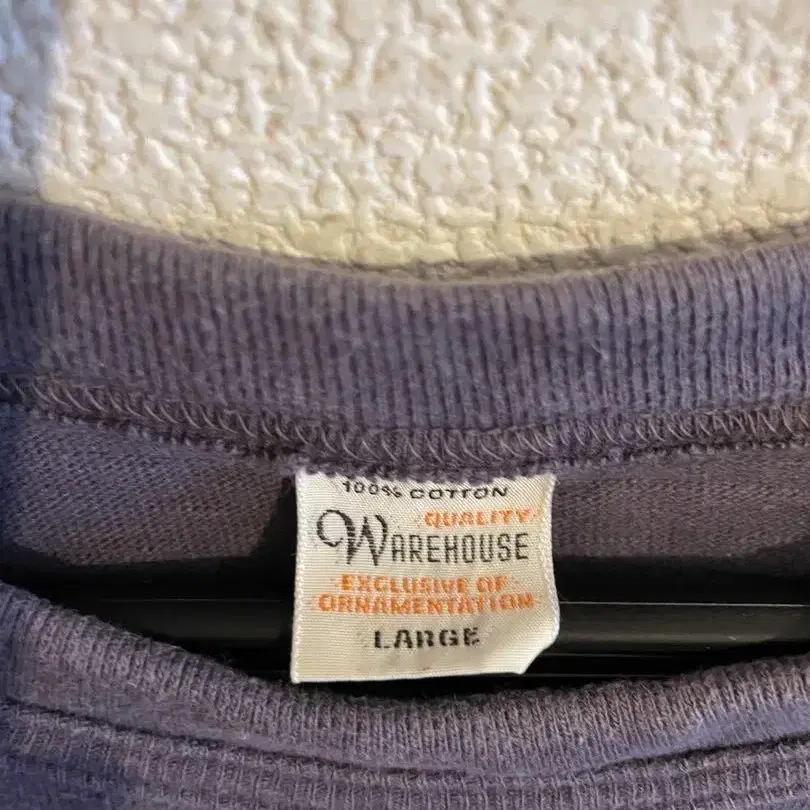 100% COTTON
QUALITY
WAREHOUSE
EXCLUSIVE OF
ORNAMENTATION
LARGE